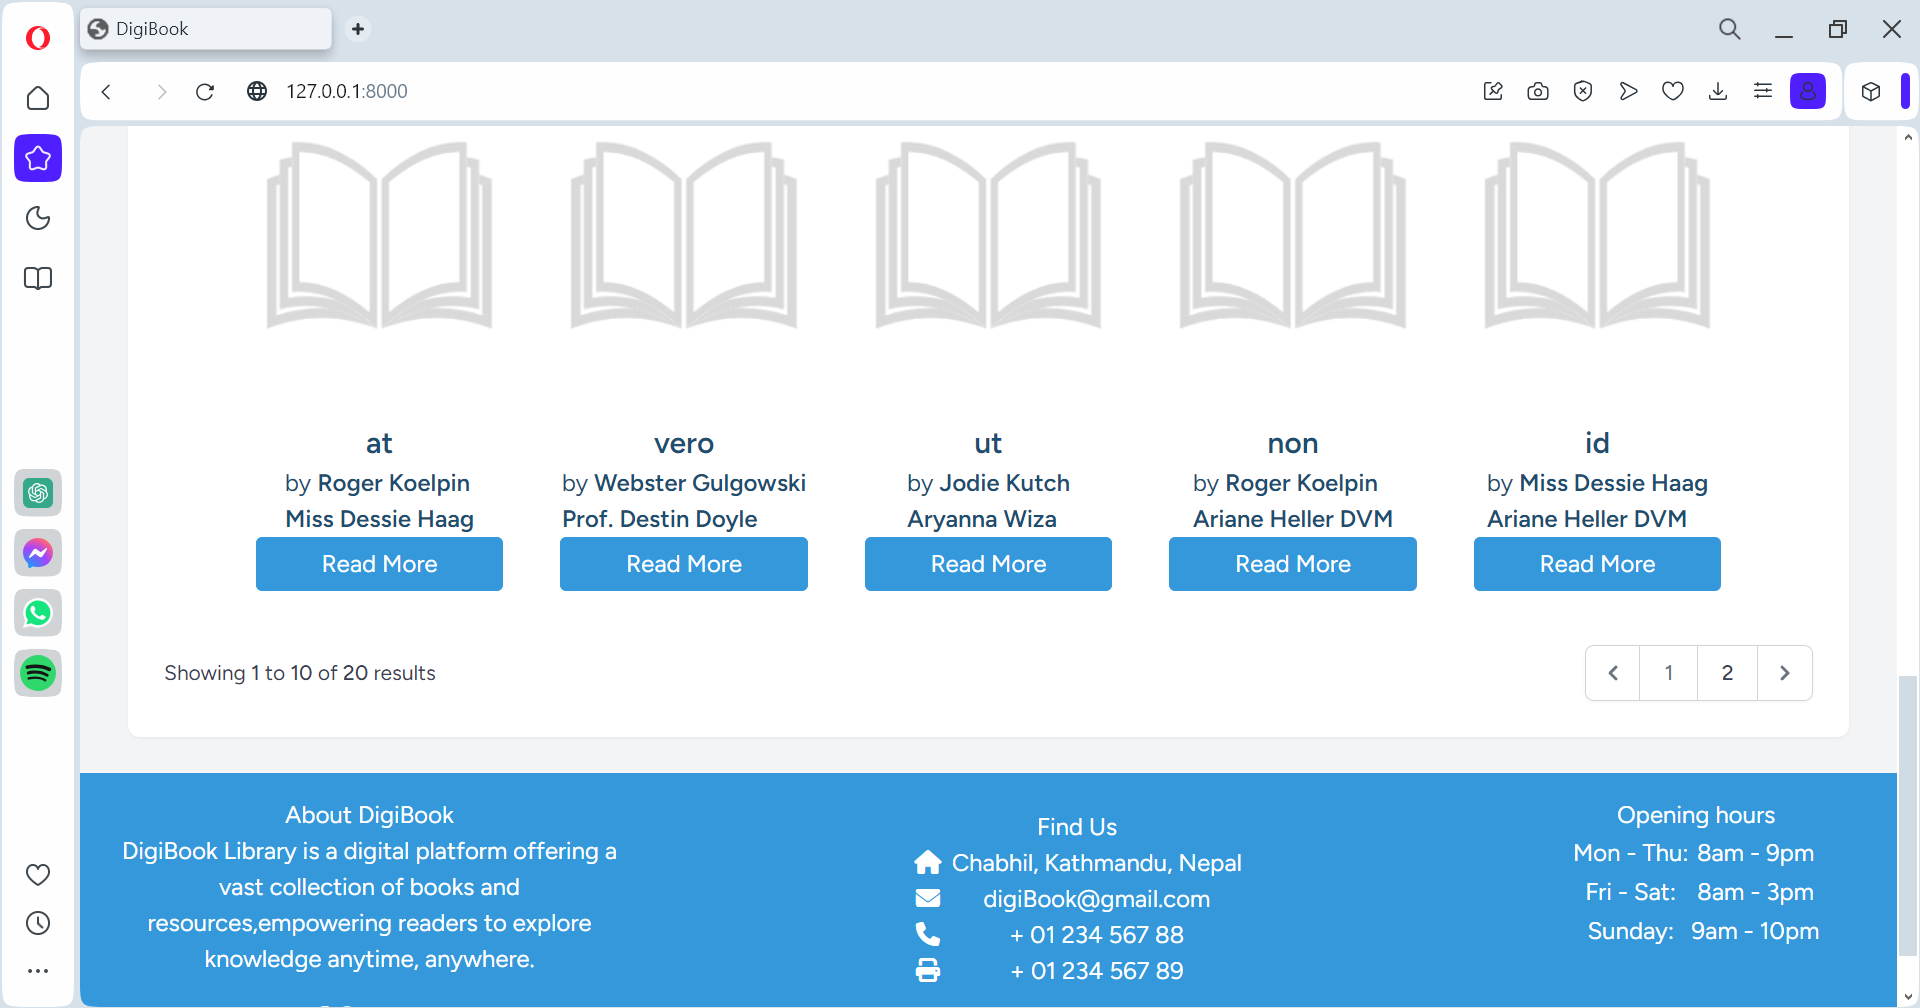 DigiBook
127.0.0.1:8000
at
by Roger Koelpin
Miss Dessie Haag
Read More
vero
by Webster Gulgowski
Prof. Destin Doyle
Read More
ut
by Jodie Kutch
Aryanna Wiza
Read More
non
by Roger Koelpin
Ariane Heller DVM
Read More
id
by Miss Dessie Haag
Ariane Heller DVM
Read More
Showing 1 to 10 of 20 results
1 2
About DigiBook
DigiBook Library is a digital platform offering a
vast collection of books and
resources,empowering readers to explore
knowledge anytime, anywhere.
Find Us
Chabhil, Kathmandu, Nepal
digiBook@gmail.com
+ 01 234 567 88
+ 01 234 567 89
Opening hours
Mon - Thu: 8am - 9pm
Fri - Sat: 8am - 3pm
Sunday: 9am - 10pm